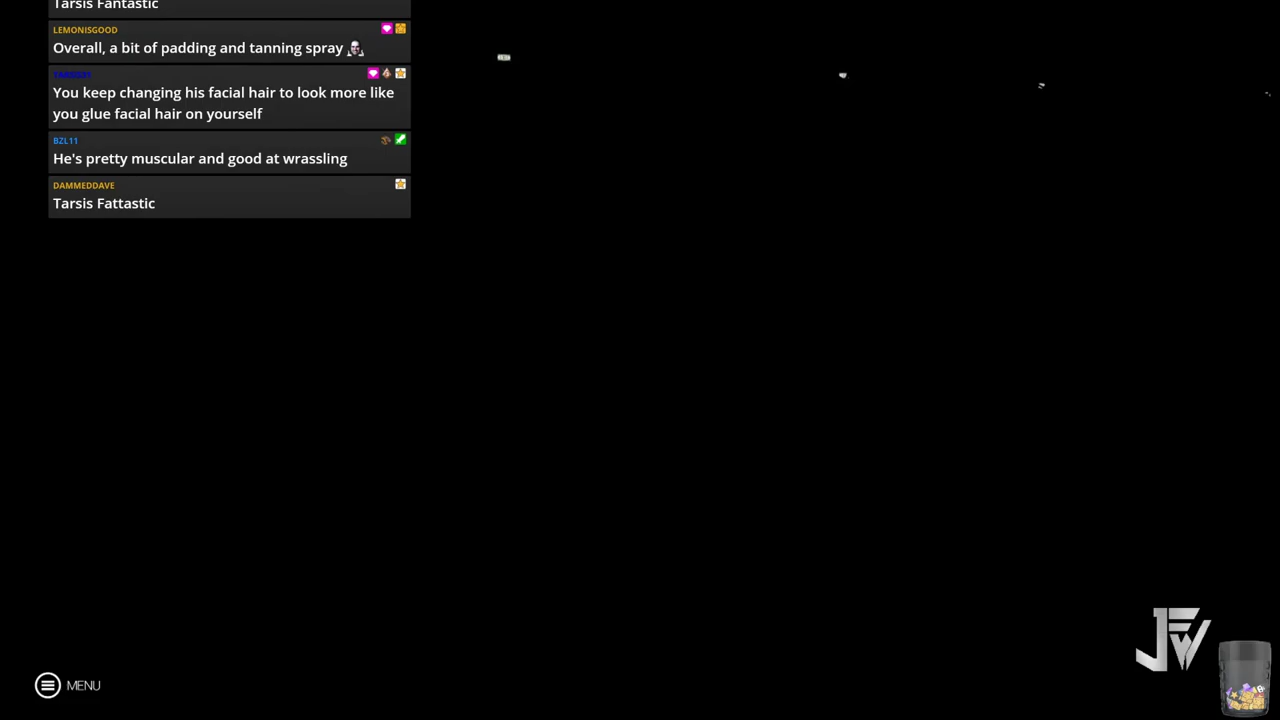 Tarsis Fantastic
LEMONISGOOD
Overall, a bit of padding and tanning spray
You keep changing his facial hair to look more like
you glue facial hair on yourself
BZL11
He's pretty muscular and good at wrassling
DAMMEDDAVE
Tarsis Fattastic
JFW
MENU